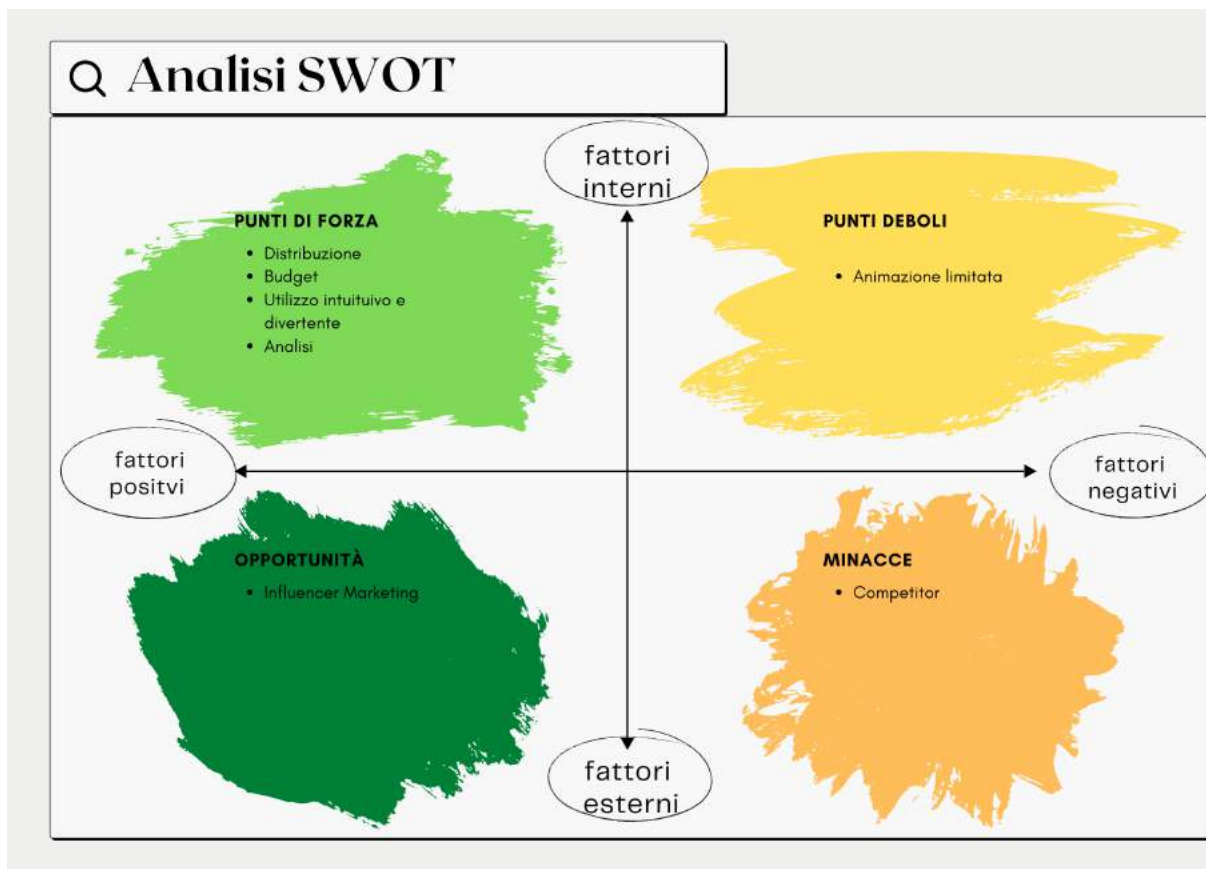 Analisi SWOT
fattori
interni
PUNTI DI FORZA
• Distribuzione
• Budget
• Utilizzo intuituivo e
divertente
• Analisi
PUNTI DEBOLI
• Animazione limitata
fattori
positvi
fattori
negativi
OPPORTUNITÀ
• Influencer Marketing
MINACCE
• Competitor
fattori
esterni